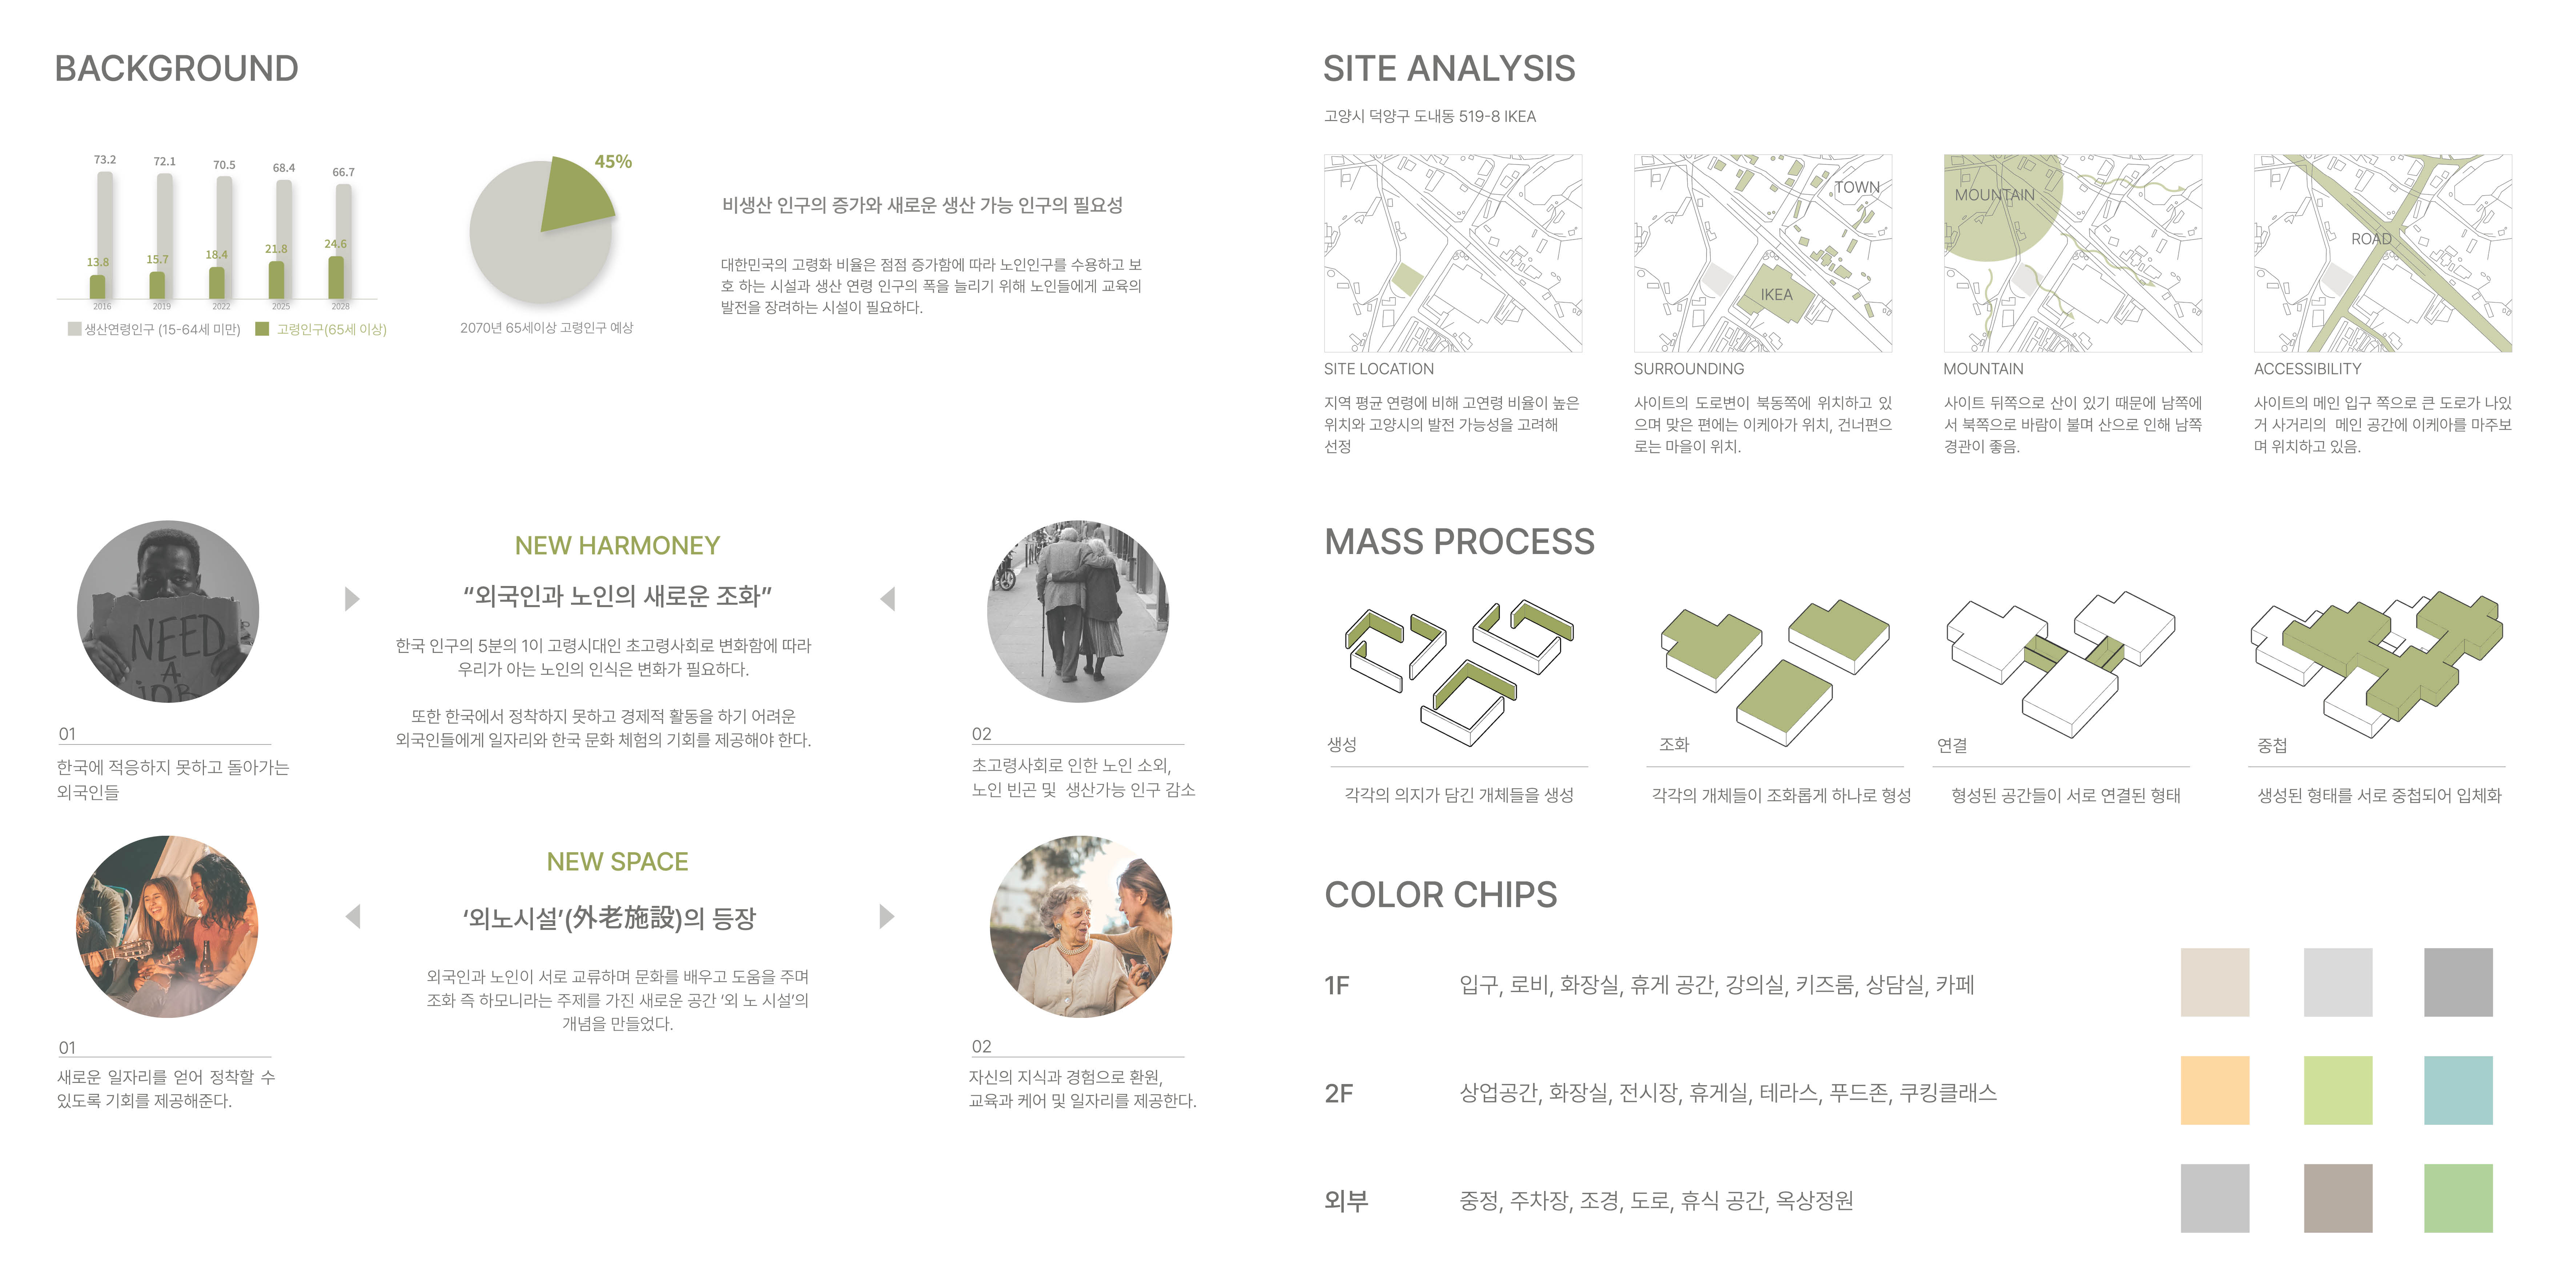 BACKGROUND
73.2
72.1
70.5
68.4
66.7
13.8
15.7
18.4
21.8
24.6
2016
2019
2022
2025
2028
생산연령인구 (15-64세 미만)
고령인구(65세 이상)
45%
2070년 65세이상 고령인구 예상
비생산 인구의 증가와 새로운 생산 가능 인구의 필요성
대한민국의 고령화 비율은 점점 증가함에 따라 노인인구를 수용하고 보
호 하는 시설과 생산 연령 인구의 폭을 늘리기 위해 노인들에게 교육의
발전을 장려하는 시설이 필요하다.
NEED
A
JOB
01
한국에 적응하지 못하고 돌아가는
외국인들
NEW HARMONEY
“외국인과 노인의 새로운 조화”
한국 인구의 5분의 1이 고령시대인 초고령사회로 변화함에 따라
우리가 아는 노인의 인식은 변화가 필요하다.
또한 한국에서 정착하지 못하고 경제적 활동을 하기 어려운
외국인들에게 일자리와 한국 문화 체험의 기회를 제공해야 한다.
02
초고령사회로 인한 노인 소외,
노인 빈곤 및 생산가능 인구 감소
01
새로운 일자리를 얻어 정착할 수
있도록 기회를 제공해준다.
NEW SPACE
‘외노시설’(外老施設)의 등장
외국인과 노인이 서로 교류하며 문화를 배우고 도움을 주며
조화 즉 하모니라는 주제를 가진 새로운 공간 ‘외 노 시설’의
개념을 만들었다.
02
자신의 지식과 경험으로 환원,
교육과 케어 및 일자리를 제공한다.
SITE ANALYSIS
고양시 덕양구 도내동 519-8 IKEA
SITE LOCATION
지역 평균 연령에 비해 고연령 비율이 높은
위치와 고양시의 발전 가능성을 고려해
선정
TOWN
IKEA
SURROUNDING
사이트의 도로변이 북동쪽에 위치하고 있
으며 맞은 편에는 이케아가 위치, 건너편으
로는 마을이 위치.
MOUNTAIN
MOUNTAIN
사이트 뒤쪽으로 산이 있기 때문에 남쪽에
서 북쪽으로 바람이 불며 산으로 인해 남쪽
경관이 좋음.
ROAD
ACCESSIBILITY
사이트의 메인 입구 쪽으로 큰 도로가 나있
거 사거리의 메인 공간에 이케아를 마주보
며 위치하고 있음.
MASS PROCESS
생성
각각의 의지가 담긴 개체들을 생성
조화
각각의 개체들이 조화롭게 하나로 형성
연결
형성된 공간들이 서로 연결된 형태
중첩
생성된 형태를 서로 중첩되어 입체화
COLOR CHIPS
1F
입구, 로비, 화장실, 휴게 공간, 강의실, 키즈룸, 상담실, 카페
2F
상업공간, 화장실, 전시장, 휴게실, 테라스, 푸드존, 쿠킹클래스
외부
중정, 주차장, 조경, 도로, 휴식 공간, 옥상정원